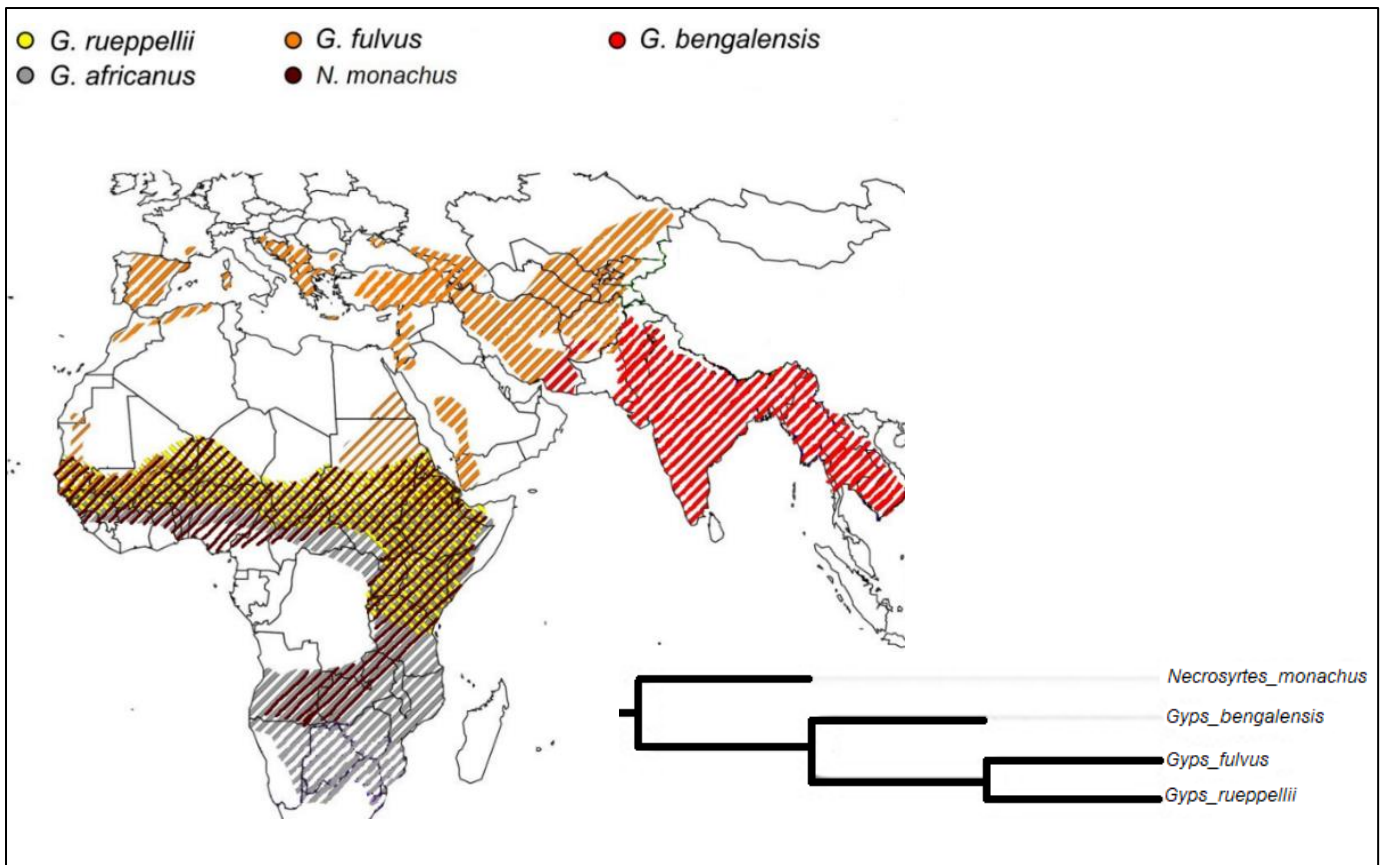 G. rueppellii G. fulvus G. bengalensis
G. africanus N. monachus
Necrosyrtes_monachus
Gyps_bengalensis
Gyps_fulvus
Gyps_rueppellii